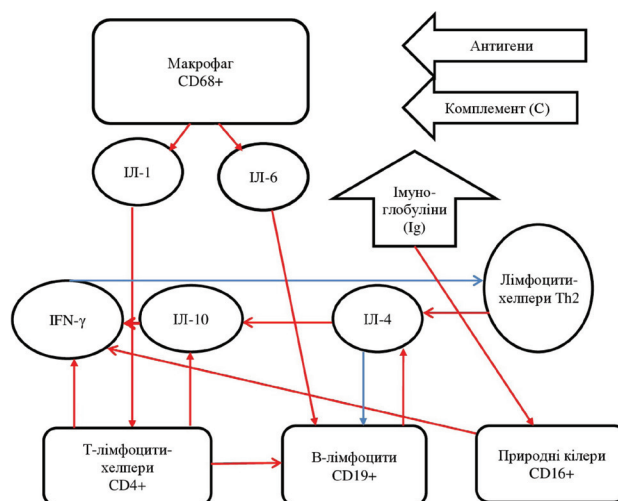 Макрофаг
CD68+
Антигени
Комплемент (С)
ІЛ-1
ІЛ-6
Імуно-
глобуліни
(Ig)
Лімфоцити-
хелпери Th2
IFN-γ
ІЛ-10
ІЛ-4
Т-лімфоцити-
хелпери
CD4+
В-лімфоцити
CD19+
Природні кілери
CD16+